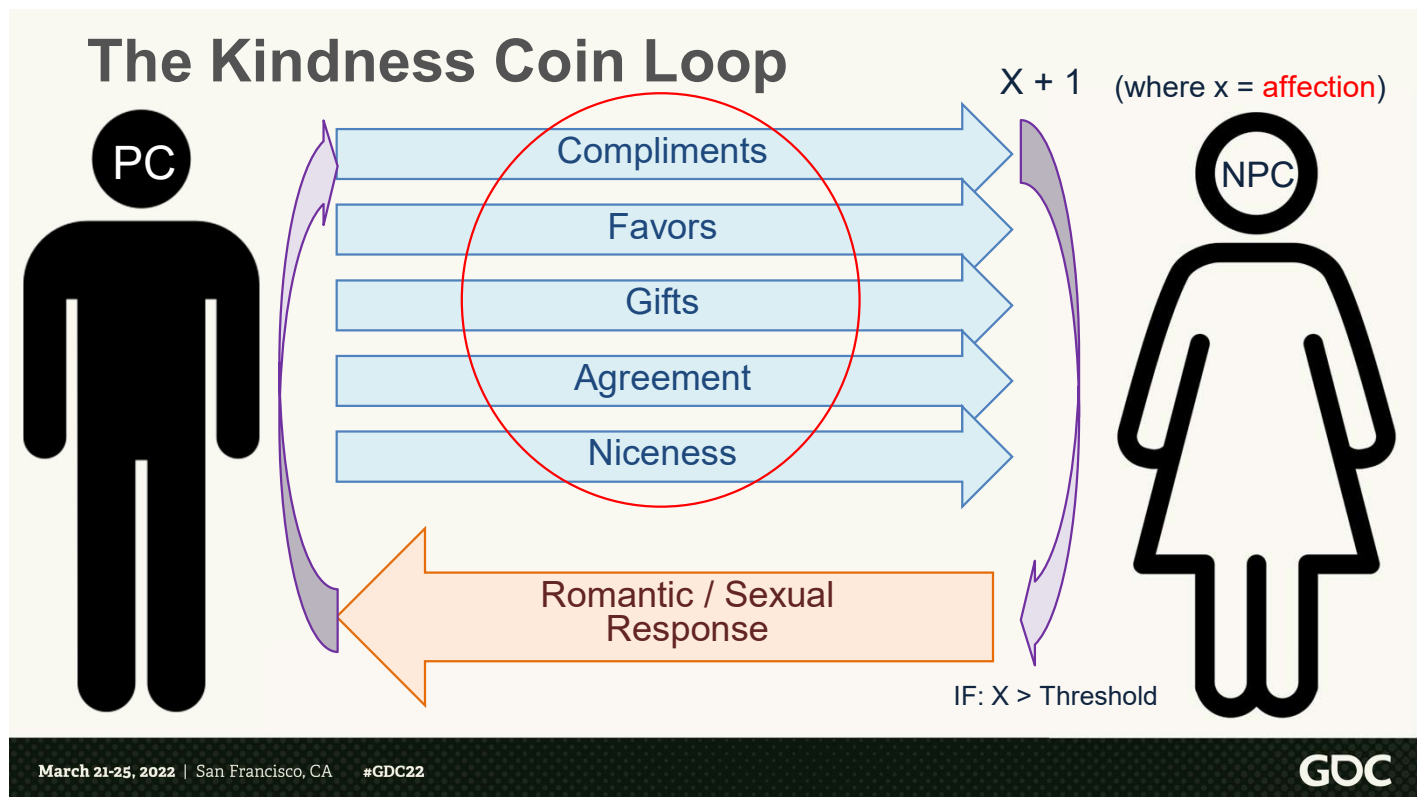 The Kindness Coin Loop
X + 1 (where x = affection)
PC
NPC
Compliments
Favors
Gifts
Agreement
Niceness
Romantic / Sexual
Response
IF: X > Threshold
March 21-25, 2022 | San Francisco, CA #GDC22
GDC